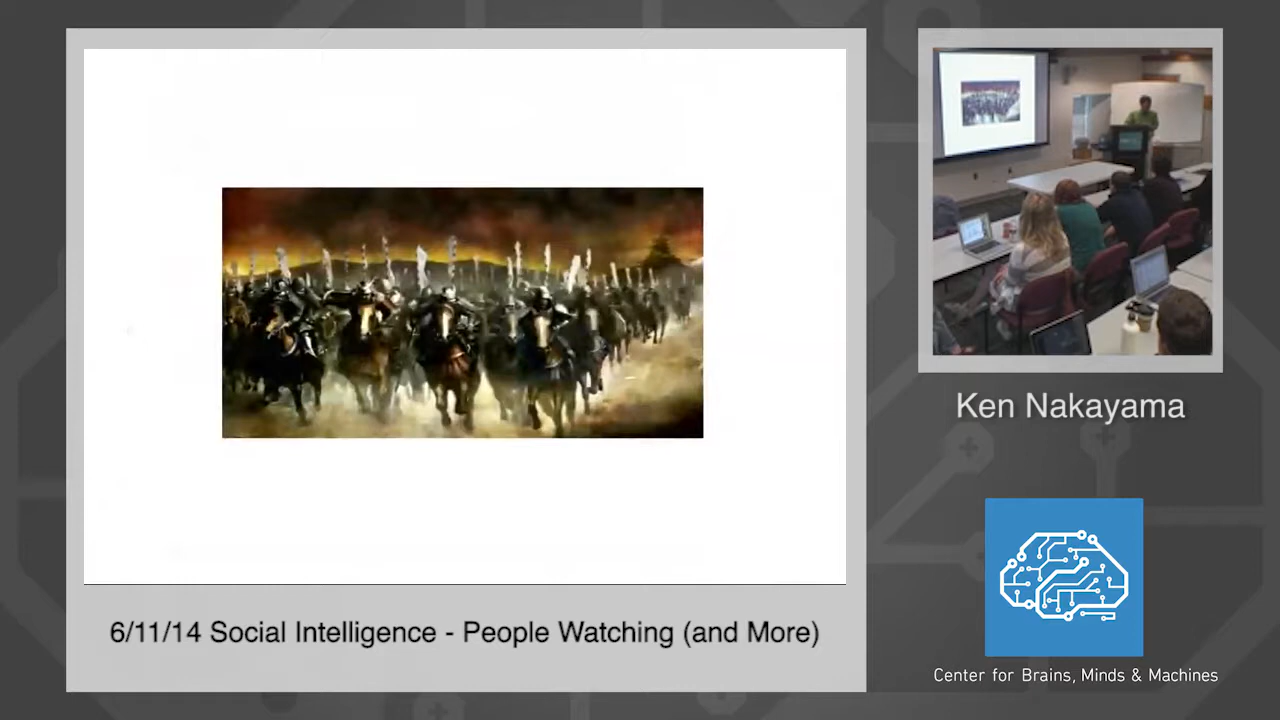 6/11/14 Social Intelligence - People Watching (and More)
Ken Nakayama
Center for Brains, Minds & Machines